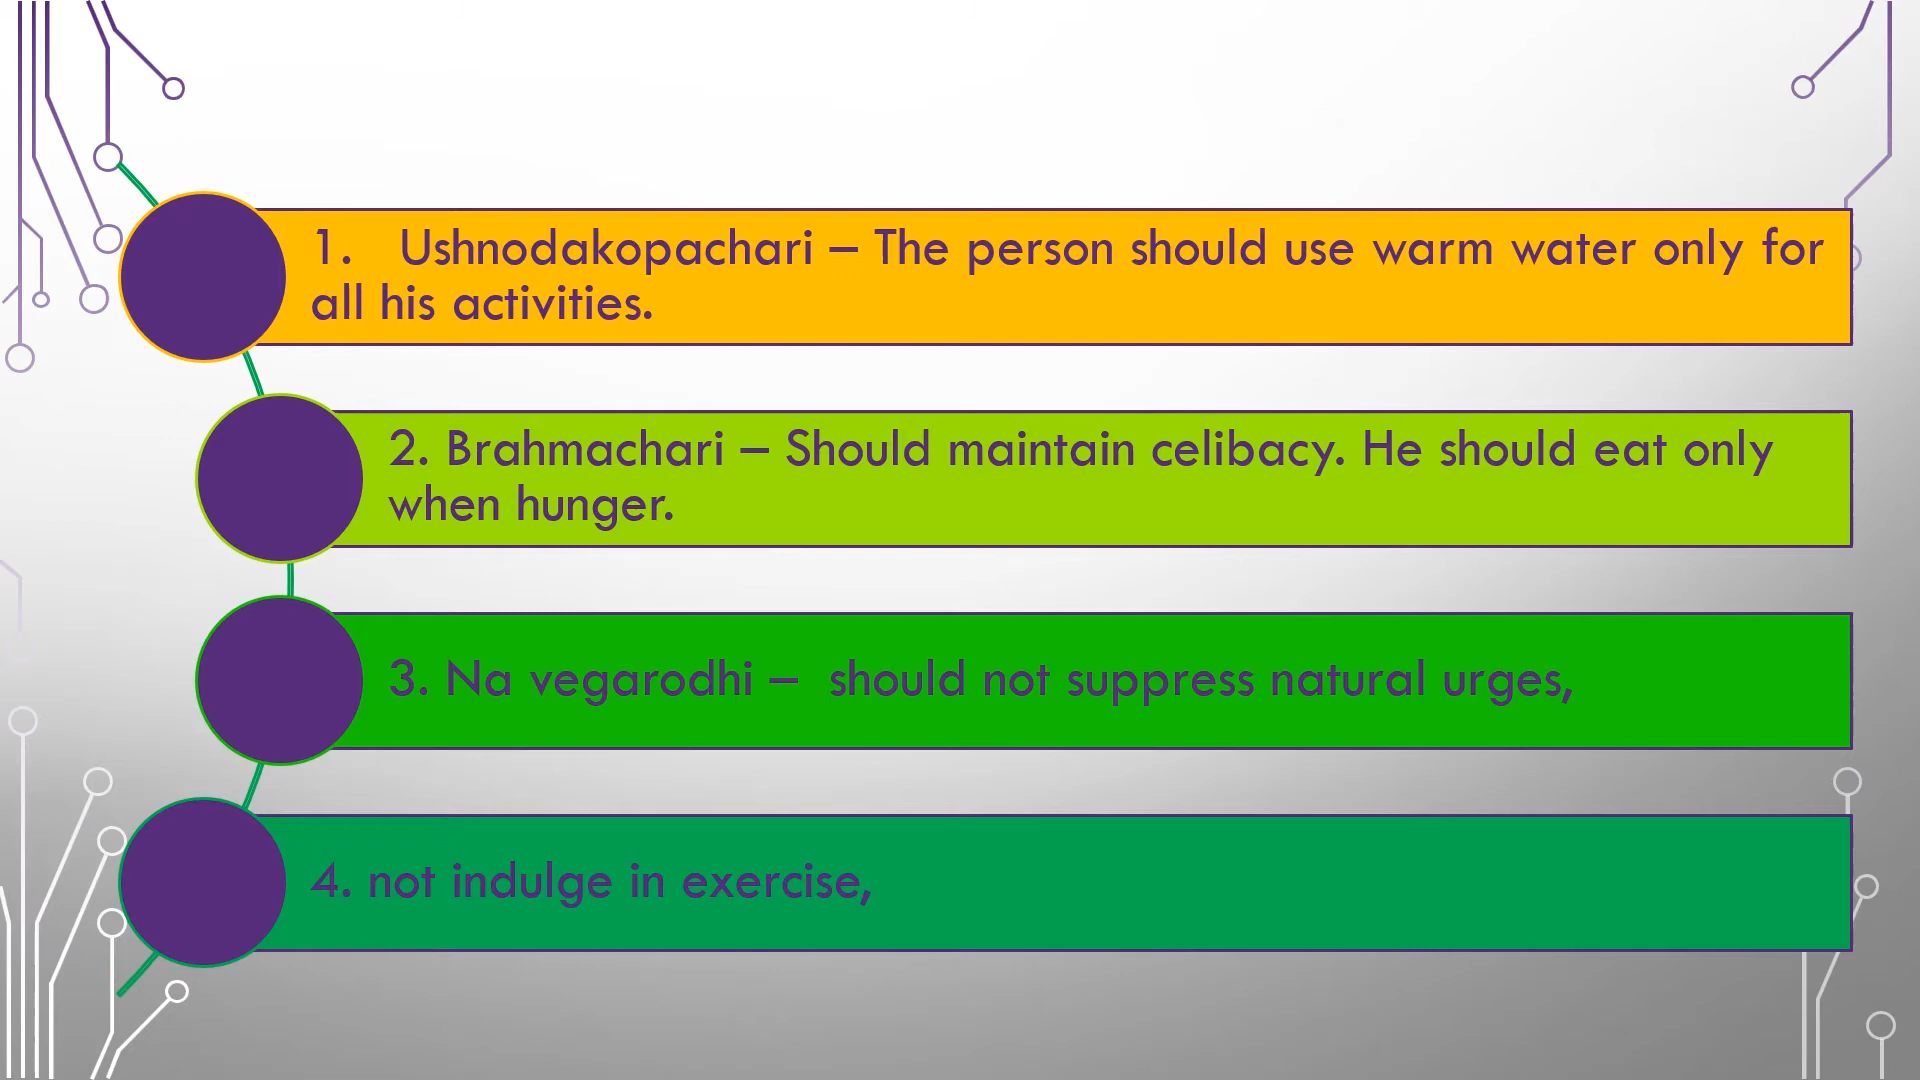 1. Ushnodakopachari – The person should use warm water only for
all his activities.
2. Brahmachari – Should maintain celibacy. He should eat only
when hunger.
3. Na vegarodhi – should not suppress natural urges,
4. not indulge in exercise,